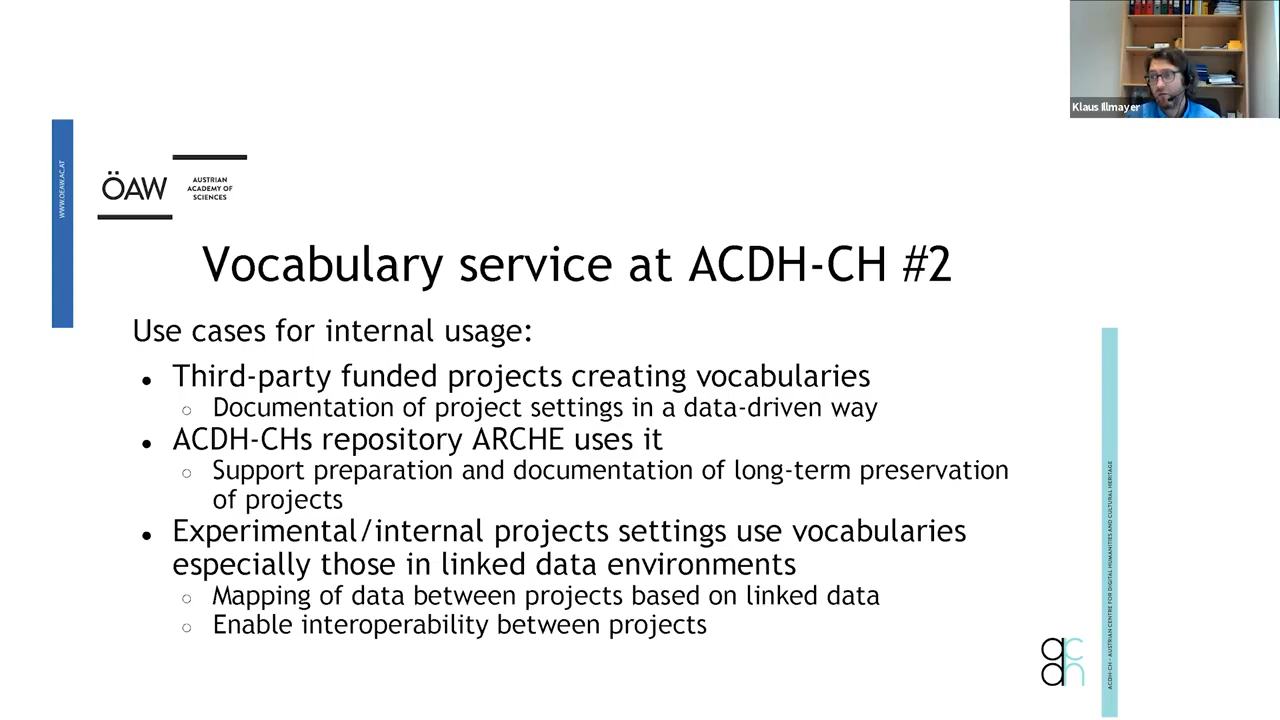 Klaus Illmayer
WWW.OEAW.AC.AT
ÖAW
AUSTRIAN
ACADEMY OF
SCIENCES
Vocabulary service at ACDH-CH #2
Use cases for internal usage:
● Third-party funded projects creating vocabularies
○ Documentation of project settings in a data-driven way
● ACDH-CHs repository ARCHE uses it
○ Support preparation and documentation of long-term preservation
of projects
● Experimental/internal projects settings use vocabularies
especially those in linked data environments
○ Mapping of data between projects based on linked data
○ Enable interoperability between projects
ac
dh
ACDH-CH – AUSTRIAN CENTRE FOR DIGITAL HUMANITIES AND CULTURAL HERITAGE